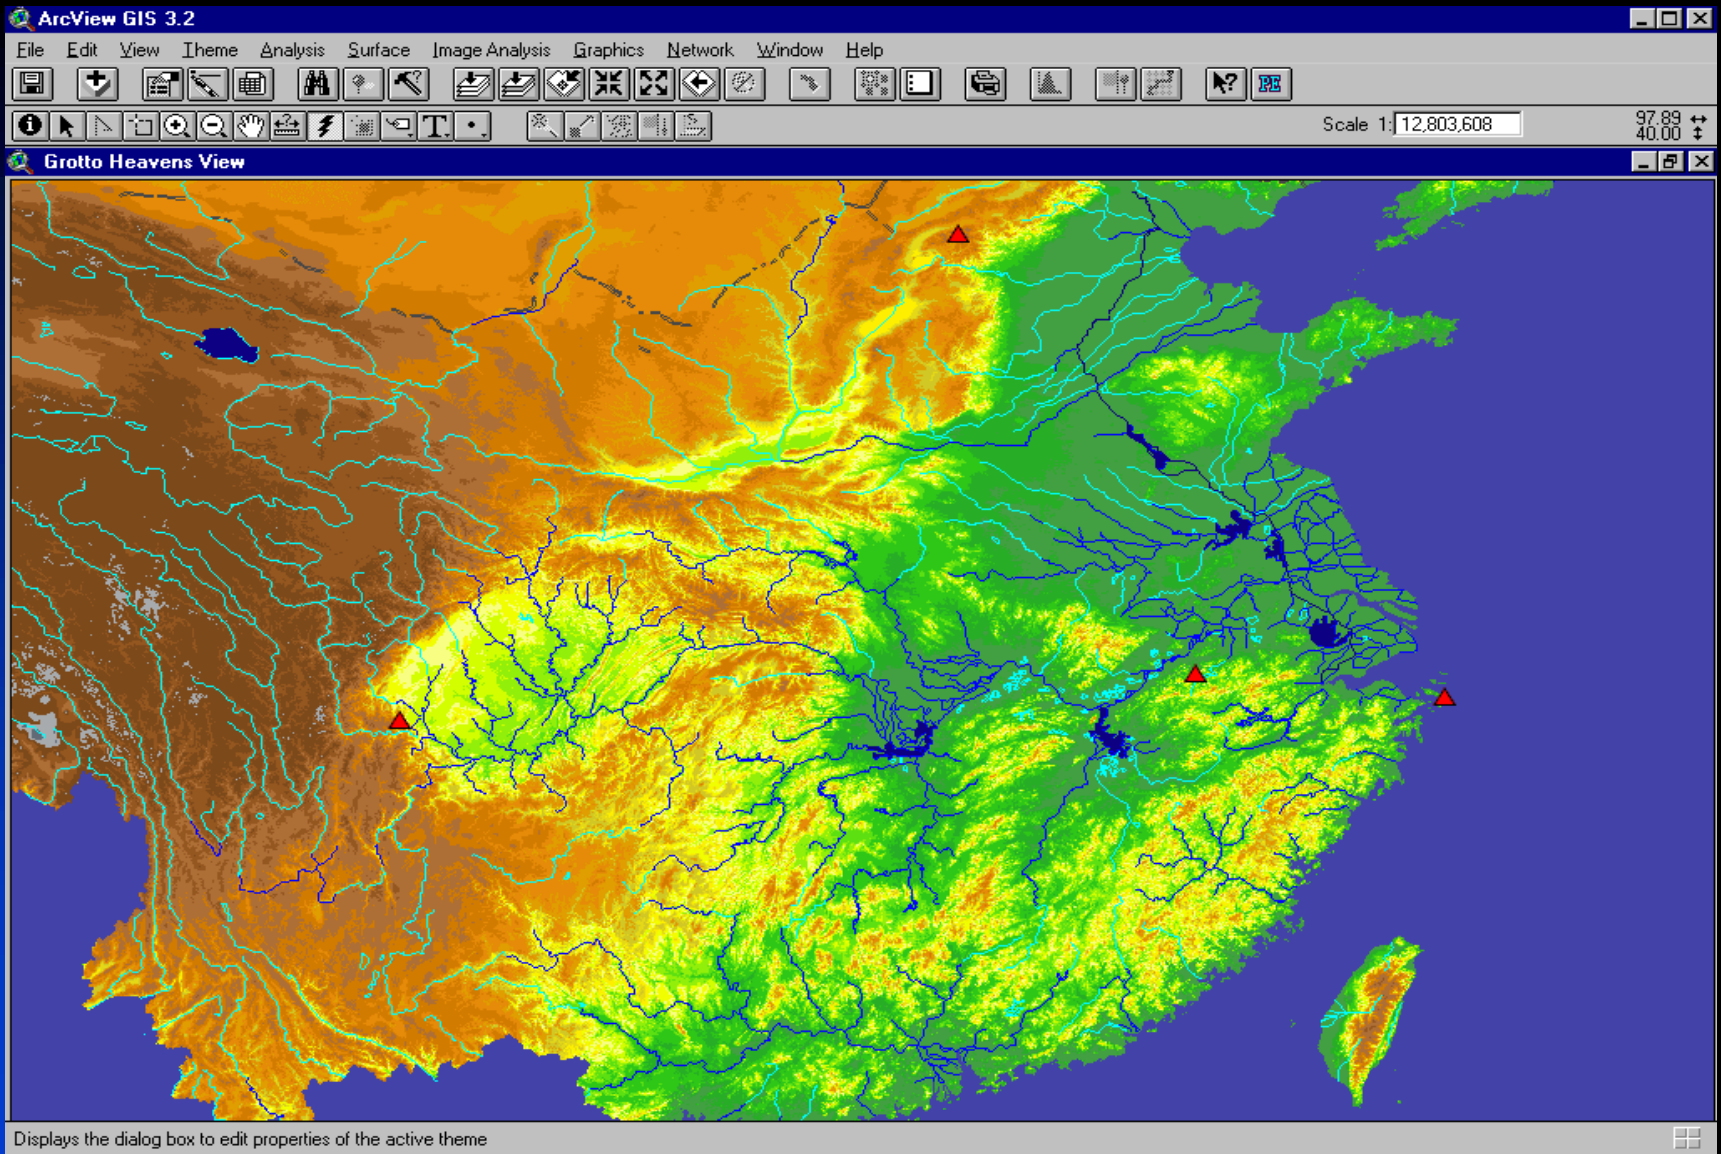 ArcView GIS 3.2
File Edit View Theme Analysis Surface Image Analysis Graphics Network Window Help
PE
T
Scale 1: 12,803,608
97.89
40.00
Grotto Heavens View
Displays the dialog box to edit properties of the active theme